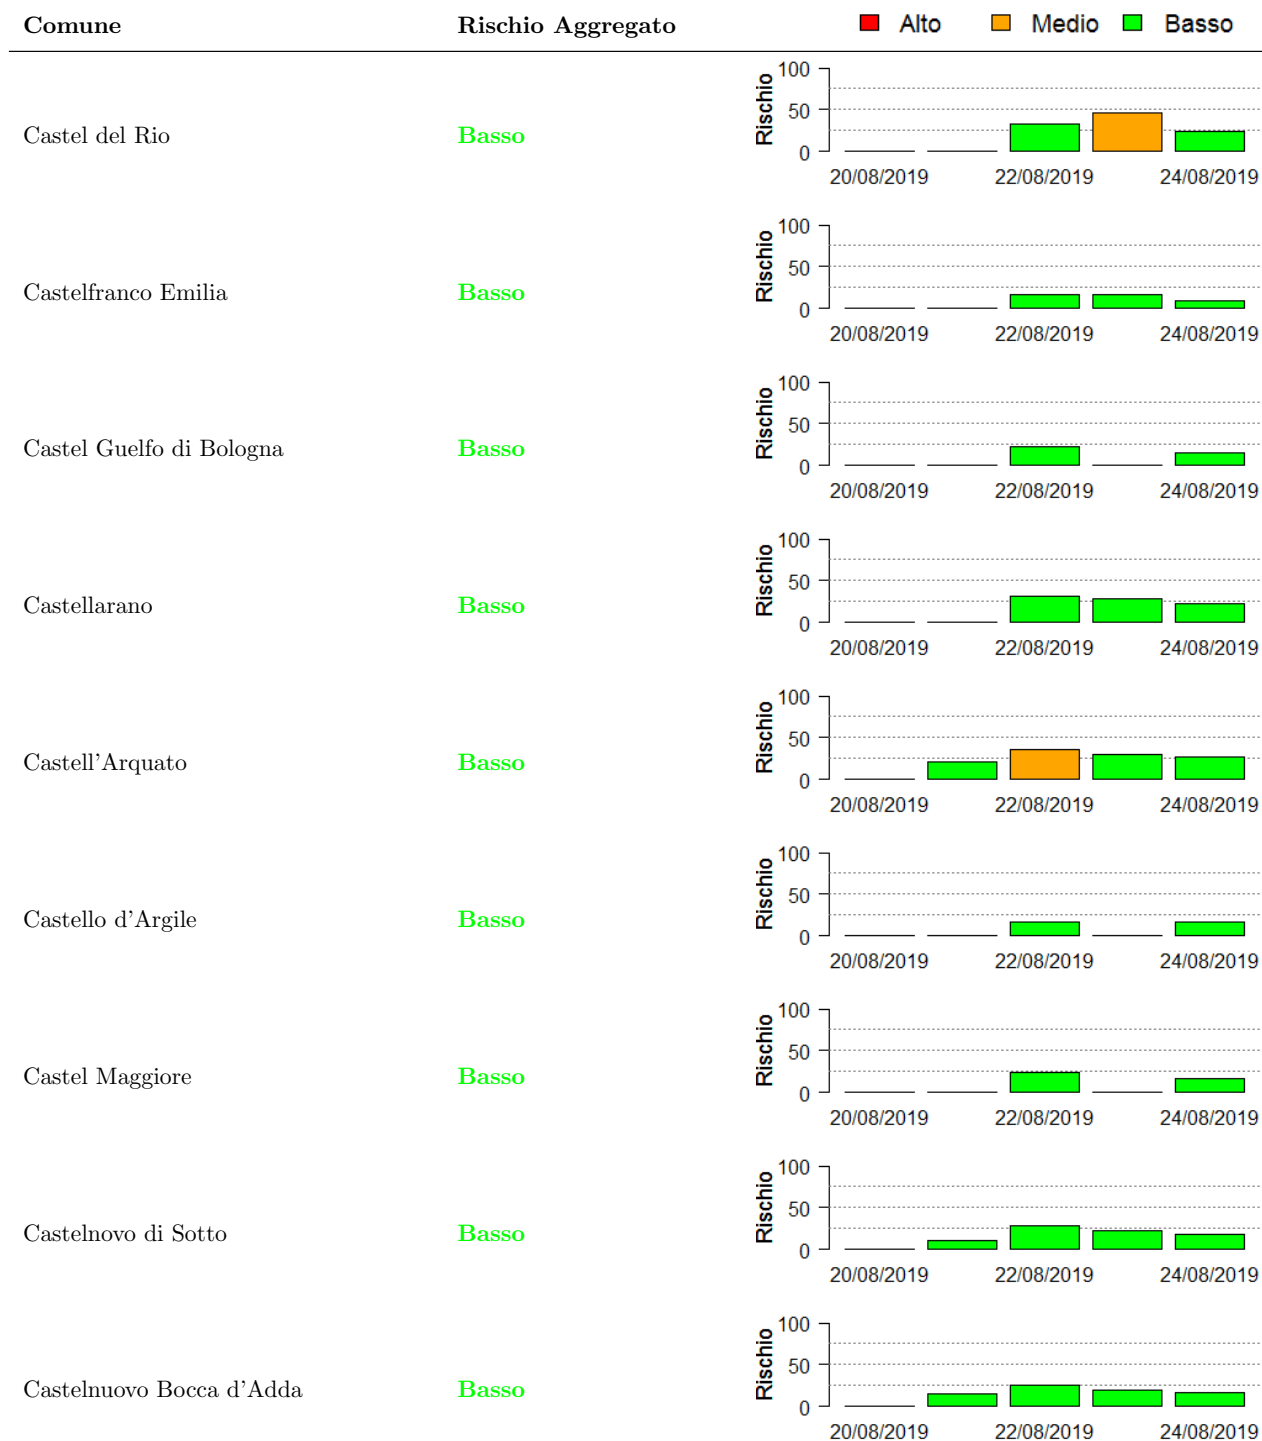 Comune Rischio Aggregato Alto Medio Basso
100
50
0
Rischio
Castel del Rio Basso
20/08/2019 22/08/2019 24/08/2019
100
50
0
Rischio
Castelfranco Emilia Basso
20/08/2019 22/08/2019 24/08/2019
100
50
0
Rischio
Castel Guelfo di Bologna Basso
20/08/2019 22/08/2019 24/08/2019
100
50
0
Rischio
Castellarano Basso
20/08/2019 22/08/2019 24/08/2019
100
50
0
Rischio
Castell'Arquato Basso
20/08/2019 22/08/2019 24/08/2019
100
50
0
Rischio
Castello d'Argile Basso
20/08/2019 22/08/2019 24/08/2019
100
50
0
Rischio
Castel Maggiore Basso
20/08/2019 22/08/2019 24/08/2019
100
50
0
Rischio
Castelnovo di Sotto Basso
20/08/2019 22/08/2019 24/08/2019
100
50
0
Rischio
Castelnuovo Bocca d'Adda Basso
20/08/2019 22/08/2019 24/08/2019